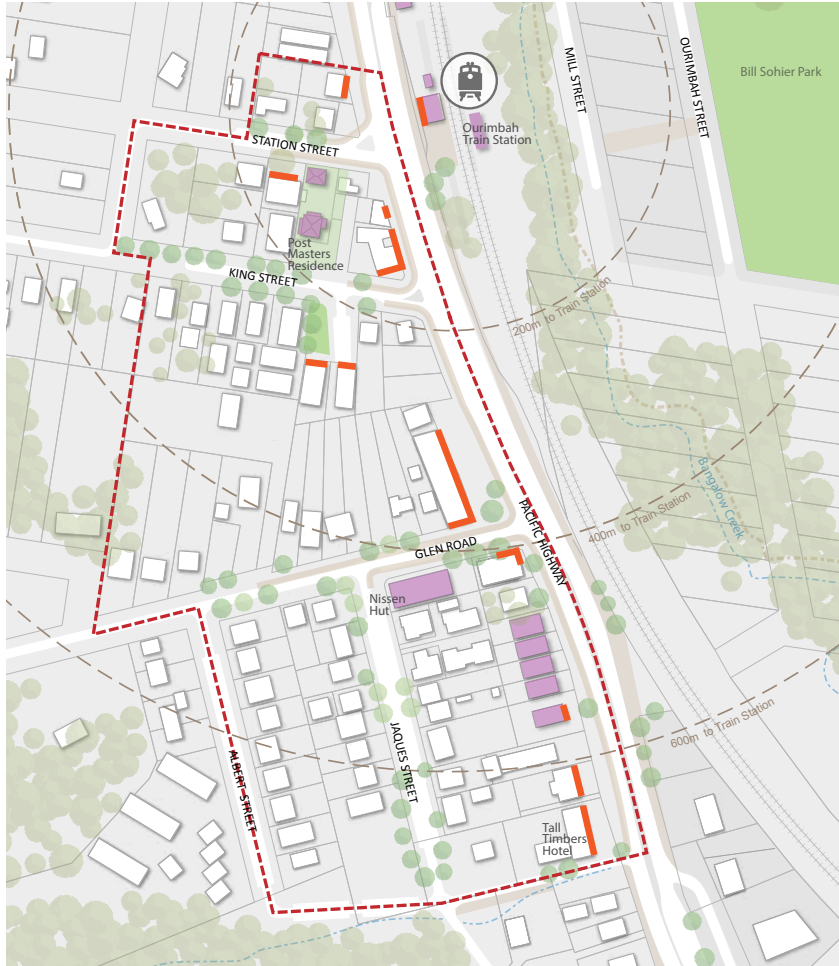 MILL STREET
OURIMBAH STREET
Bill Sohier Park
Ourimbah
Train Station
STATION STREET
Post
Masters
Residence
KING STREET
200m to Train Station
Bangalow Creek
PACIFIC HIGHWAY
400m to Train Station
GLEN ROAD
Nissen
Hut
600m to Train Station
JAQUES STREET
ALBERT STREET
Tall
Timbers
Hotel